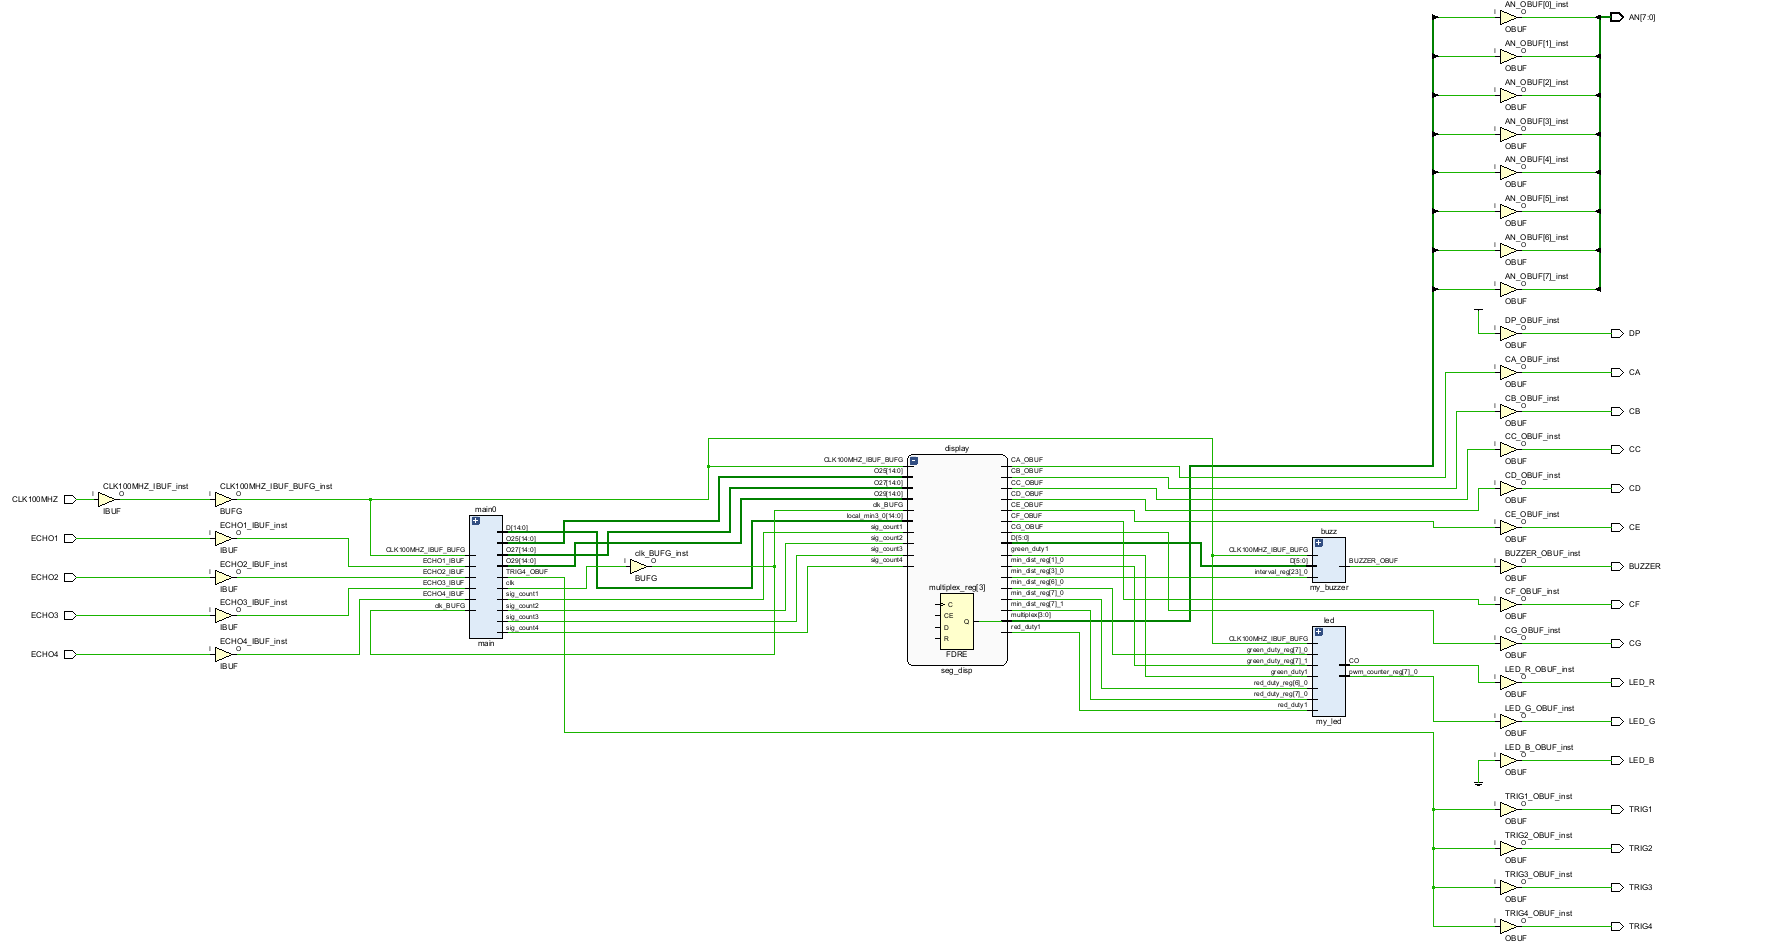 AN_OBUF[0]_inst
I
O
OBUF
AN[7:0]
AN_OBUF[1]_inst
I
O
OBUF
AN_OBUF[2]_inst
I
O
OBUF
AN_OBUF[3]_inst
I
O
OBUF
AN_OBUF[4]_inst
I
O
OBUF
AN_OBUF[5]_inst
I
O
OBUF
AN_OBUF[6]_inst
I
O
OBUF
AN_OBUF[7]_inst
I
O
OBUF
DP_OBUF_inst
I
O
OBUF
DP
CA_OBUF_inst
I
O
OBUF
CA
CB_OBUF_inst
I
O
OBUF
CB
CC_OBUF_inst
I
O
OBUF
CC
CD_OBUF_inst
I
O
OBUF
CD
CE_OBUF_inst
I
O
OBUF
CE
BUZZER_OBUF_inst
I
O
OBUF
BUZZER
CF_OBUF_inst
I
O
OBUF
CF
CG_OBUF_inst
I
O
OBUF
CG
LED_R_OBUF_inst
I
O
OBUF
LED_R
LED_G_OBUF_inst
I
O
OBUF
LED_G
LED_B_OBUF_inst
I
O
OBUF
LED_B
TRIG1_OBUF_inst
I
O
OBUF
TRIG1
TRIG2_OBUF_inst
I
O
OBUF
TRIG2
TRIG3_OBUF_inst
I
O
OBUF
TRIG3
TRIG4_OBUF_inst
I
O
OBUF
TRIG4
CLK100MHZ
CLK100MHZ_IBUF_inst
I
O
IBUF
CLK100MHZ_IBUF_BUFG_inst
I
O
BUFG
ECHO1
ECHO1_IBUF_inst
I
O
IBUF
ECHO2
ECHO2_IBUF_inst
I
O
IBUF
ECHO3
ECHO3_IBUF_inst
I
O
IBUF
ECHO4
ECHO4_IBUF_inst
I
O
IBUF
main0
CLK100MHZ_IBUF_BUFG
ECHO1_IBUF
ECHO2_IBUF
ECHO3_IBUF
ECHO4_IBUF
clk_BUFG
D[14:0]
O25[14:0]
O27[14:0]
O29[14:0]
TRIG4_OBUF
clk
sig_count1
sig_count2
sig_count3
sig_count4
main
clk_BUFG_inst
I
O
BUFG
display
CLK100MHZ_IBUF_BUFG
O25[14:0]
O27[14:0]
O29[14:0]
clk_BUFG
local_min3_0[14:0]
sig_count1
sig_count2
sig_count3
sig_count4
multiplex_reg[3]
C
CE
D
R
Q
FDRE
CA_OBUF
CB_OBUF
CC_OBUF
CD_OBUF
CE_OBUF
CF_OBUF
CG_OBUF
D[5:0]
green_duty1
min_dist_reg[1]_0
min_dist_reg[3]_0
min_dist_reg[6]_0
min_dist_reg[7]_0
min_dist_reg[7]_1
multiplex[3:0]
red_duty1
seg_disp
buzz
CLK100MHZ_IBUF_BUFG
D[5:0]
interval_reg[23]_0
BUZZER_OBUF
my_buzzer
led
CLK100MHZ_IBUF_BUFG
green_duty_reg[7]_0
green_duty_reg[7]_1
green_duty1
red_duty_reg[6]_0
red_duty_reg[7]_0
red_duty1
CO
pwm_counter_reg[7]_0
my_led